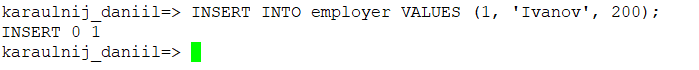 karaulnij_daniil=> INSERT INTO employer VALUES (1, 'Ivanov', 200);
INSERT 0 1
karaulnij_daniil=>